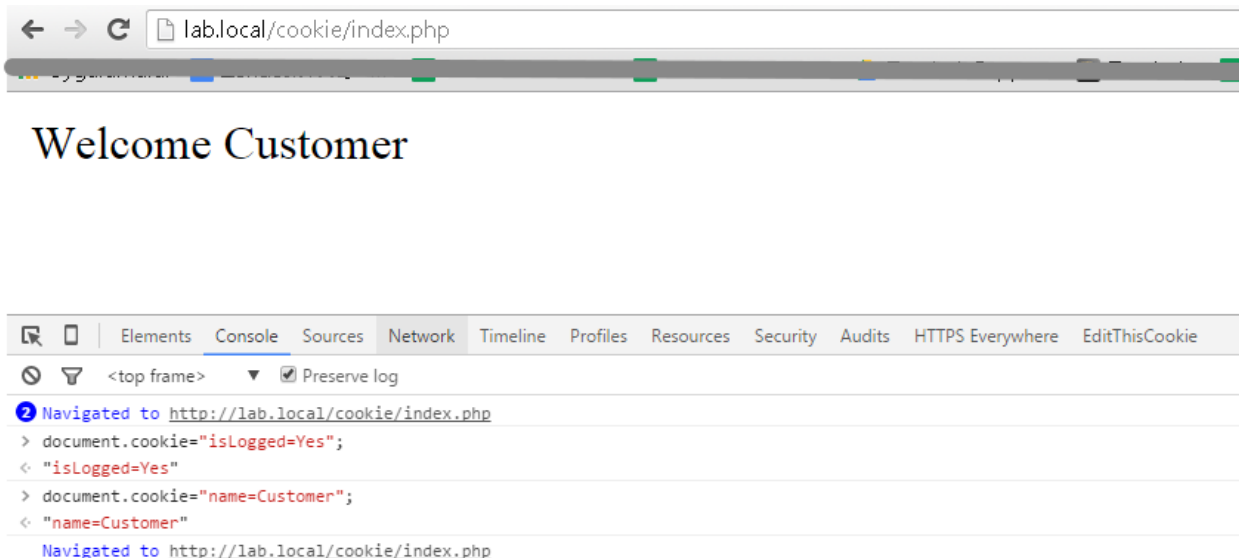 lab.local/cookie/index.php
Welcome Customer
Elements Console Sources Network Timeline Profiles Resources Security Audits HTTPS Everywhere EditThisCookie
<top frame> ▼ Preserve log
2 Navigated to http://lab.local/cookie/index.php
> document.cookie="isLogged=Yes";
<· "isLogged=Yes"
> document.cookie="name=Customer";
<· "name=Customer"
Navigated to http://lab.local/cookie/index.php